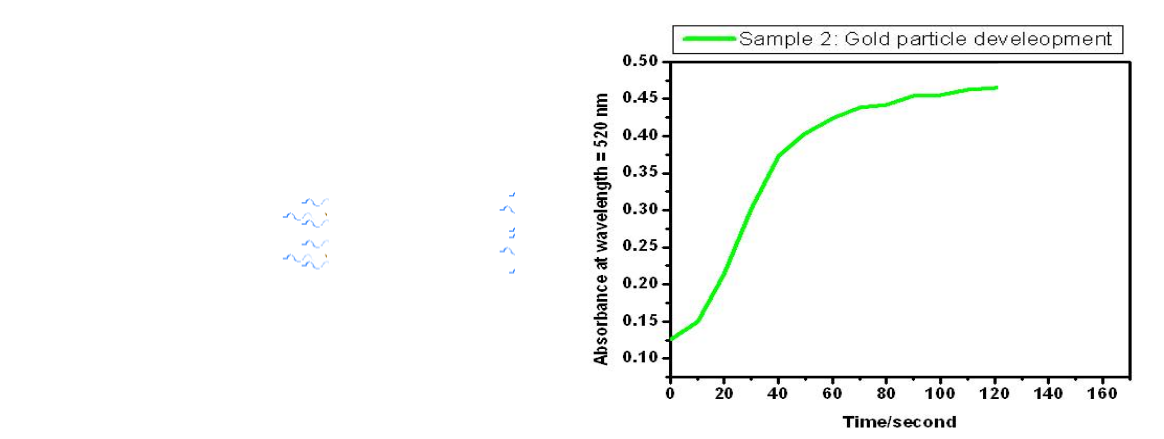 Sample 2: Gold particle develeopment
0.50
0.45
0.40
0.35
0.30
0.25
0.20
0.15
0.10
Absorbance at wavelength = 520 nm
0 20 40 60 80 100 120 140 160
Time/second